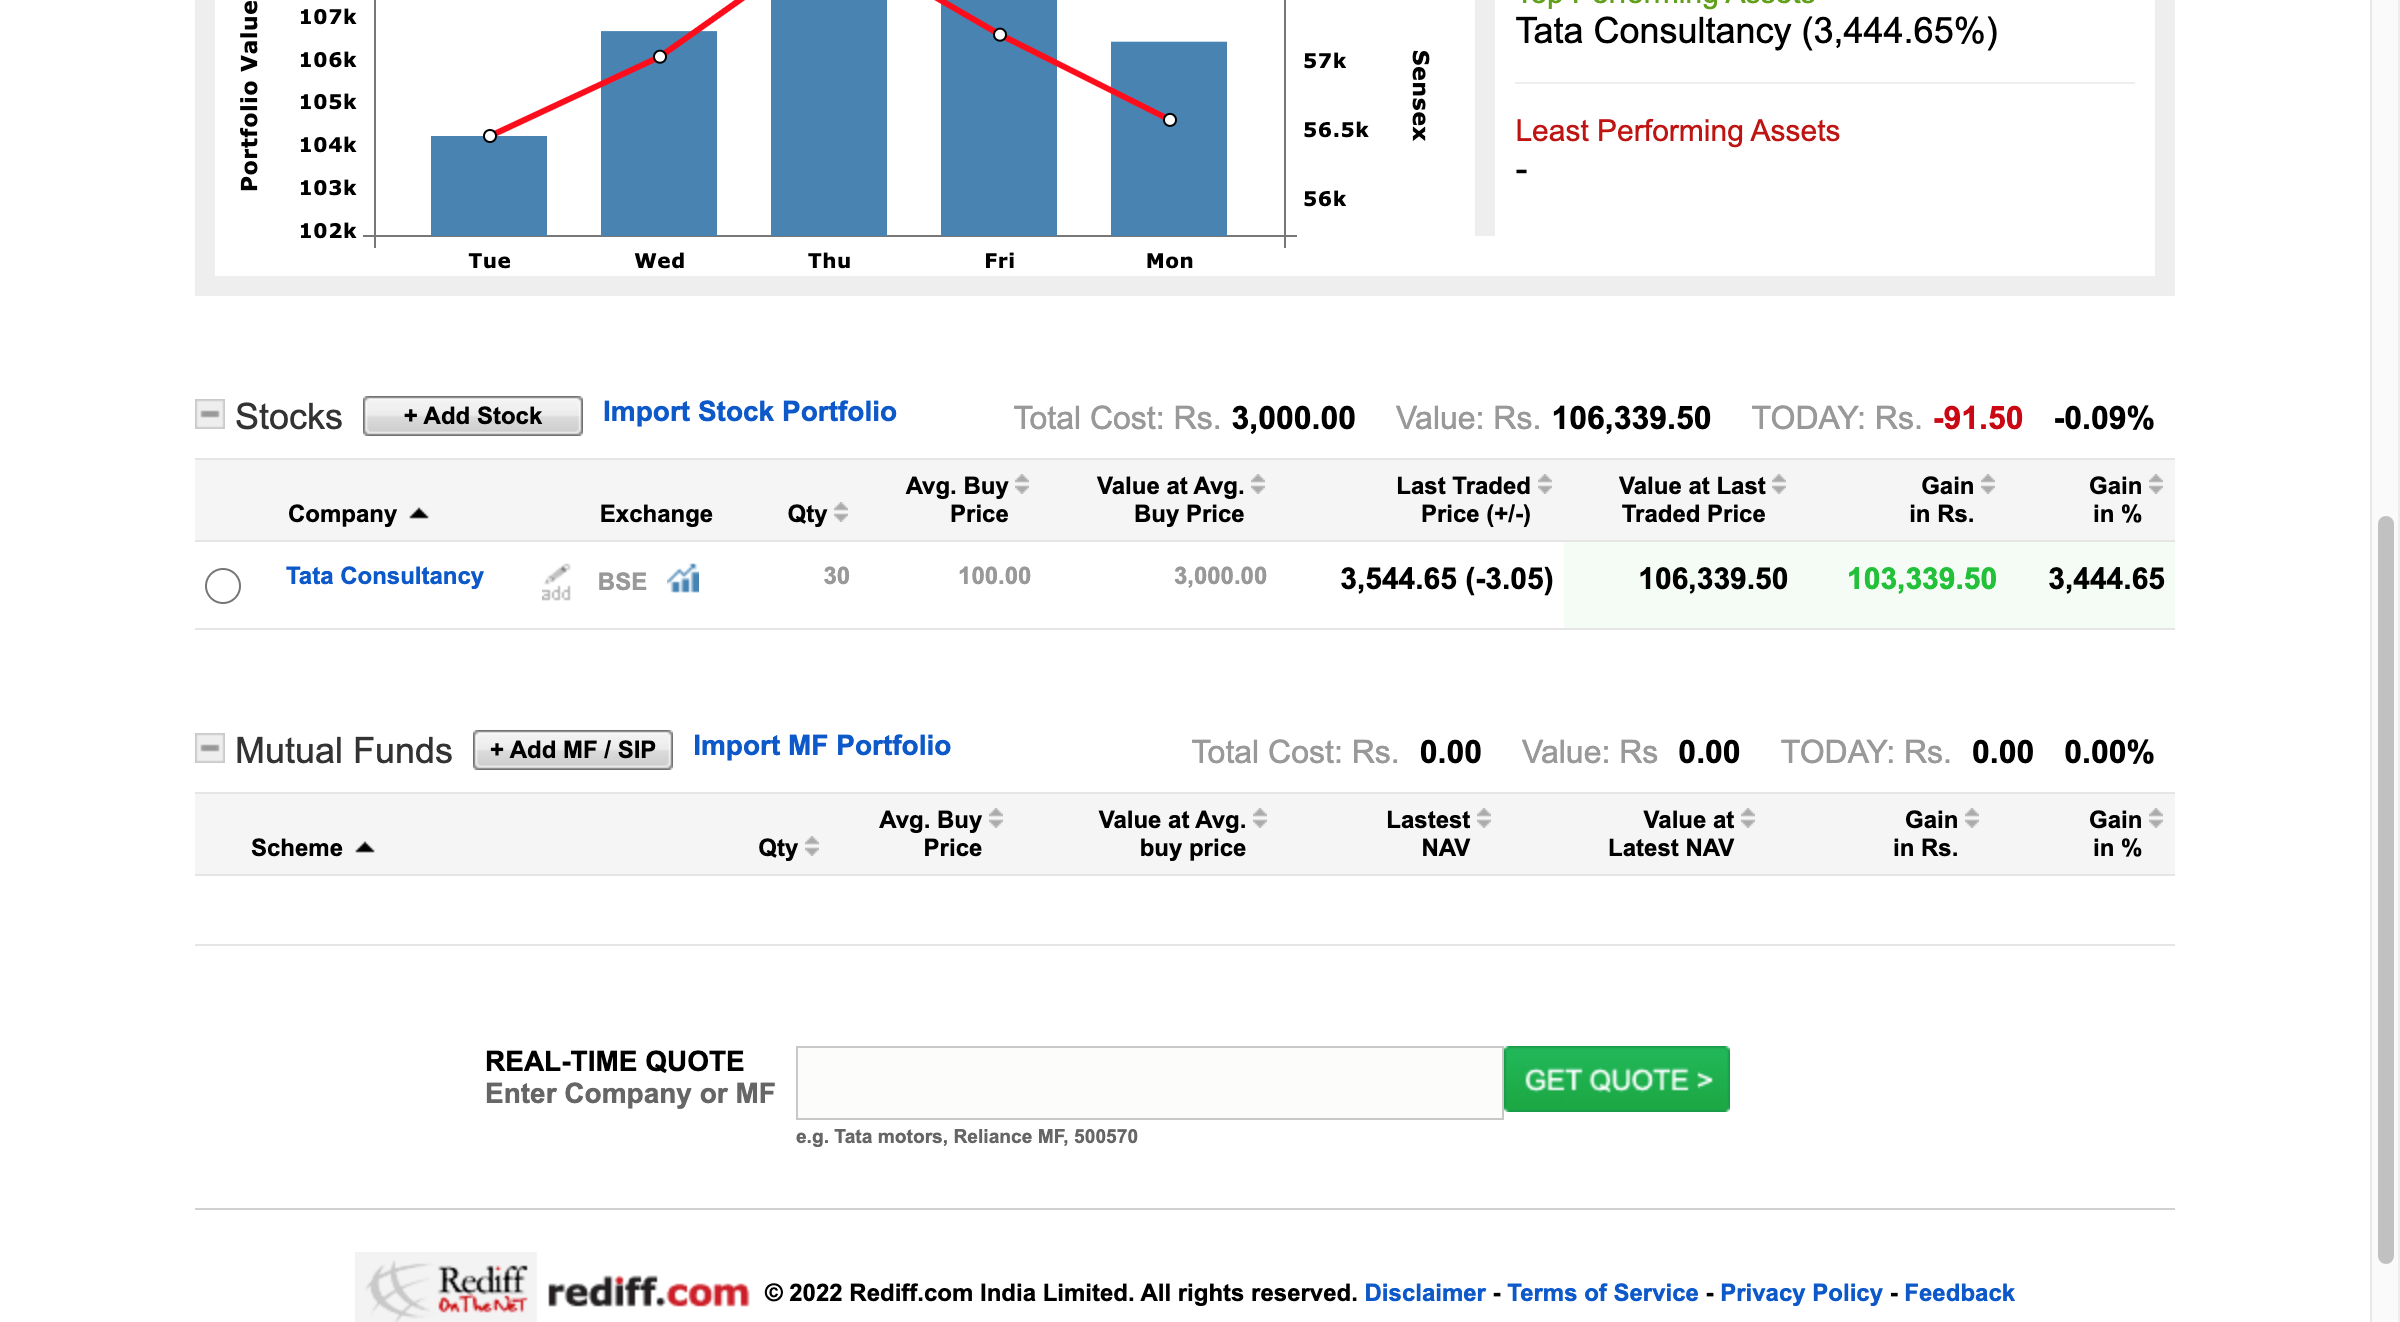 107k
106k
105k
104k
103k
102k
Portfolio Value
Tue Wed Thu Fri Mon
57k
56.5k
56k
Sensex
Top Performing Assets
Tata Consultancy (3,444.65%)
Least Performing Assets
-
Stocks + Add Stock Import Stock Portfolio Total Cost: Rs. 3,000.00 Value: Rs. 106,339.50 TODAY: Rs. -91.50 -0.09%
Company Exchange Qty Avg. Buy Price Value at Avg. Buy Price Last Traded Price (+/-) Value at Last Traded Price Gain in Rs. Gain in %
Tata Consultancy add BSE 30 100.00 3,000.00 3,544.65 (-3.05) 106,339.50 103,339.50 3,444.65
Mutual Funds + Add MF / SIP Import MF Portfolio Total Cost: Rs. 0.00 Value: Rs 0.00 TODAY: Rs. 0.00 0.00%
Scheme Qty Avg. Buy Price Value at Avg. buy price Lastest NAV Value at Latest NAV Gain in Rs. Gain in %
REAL-TIME QUOTE
Enter Company or MF
GET QUOTE >
e.g. Tata motors, Reliance MF, 500570
Rediff
On The NET
rediff.com © 2022 Rediff.com India Limited. All rights reserved. Disclaimer - Terms of Service - Privacy Policy - Feedback